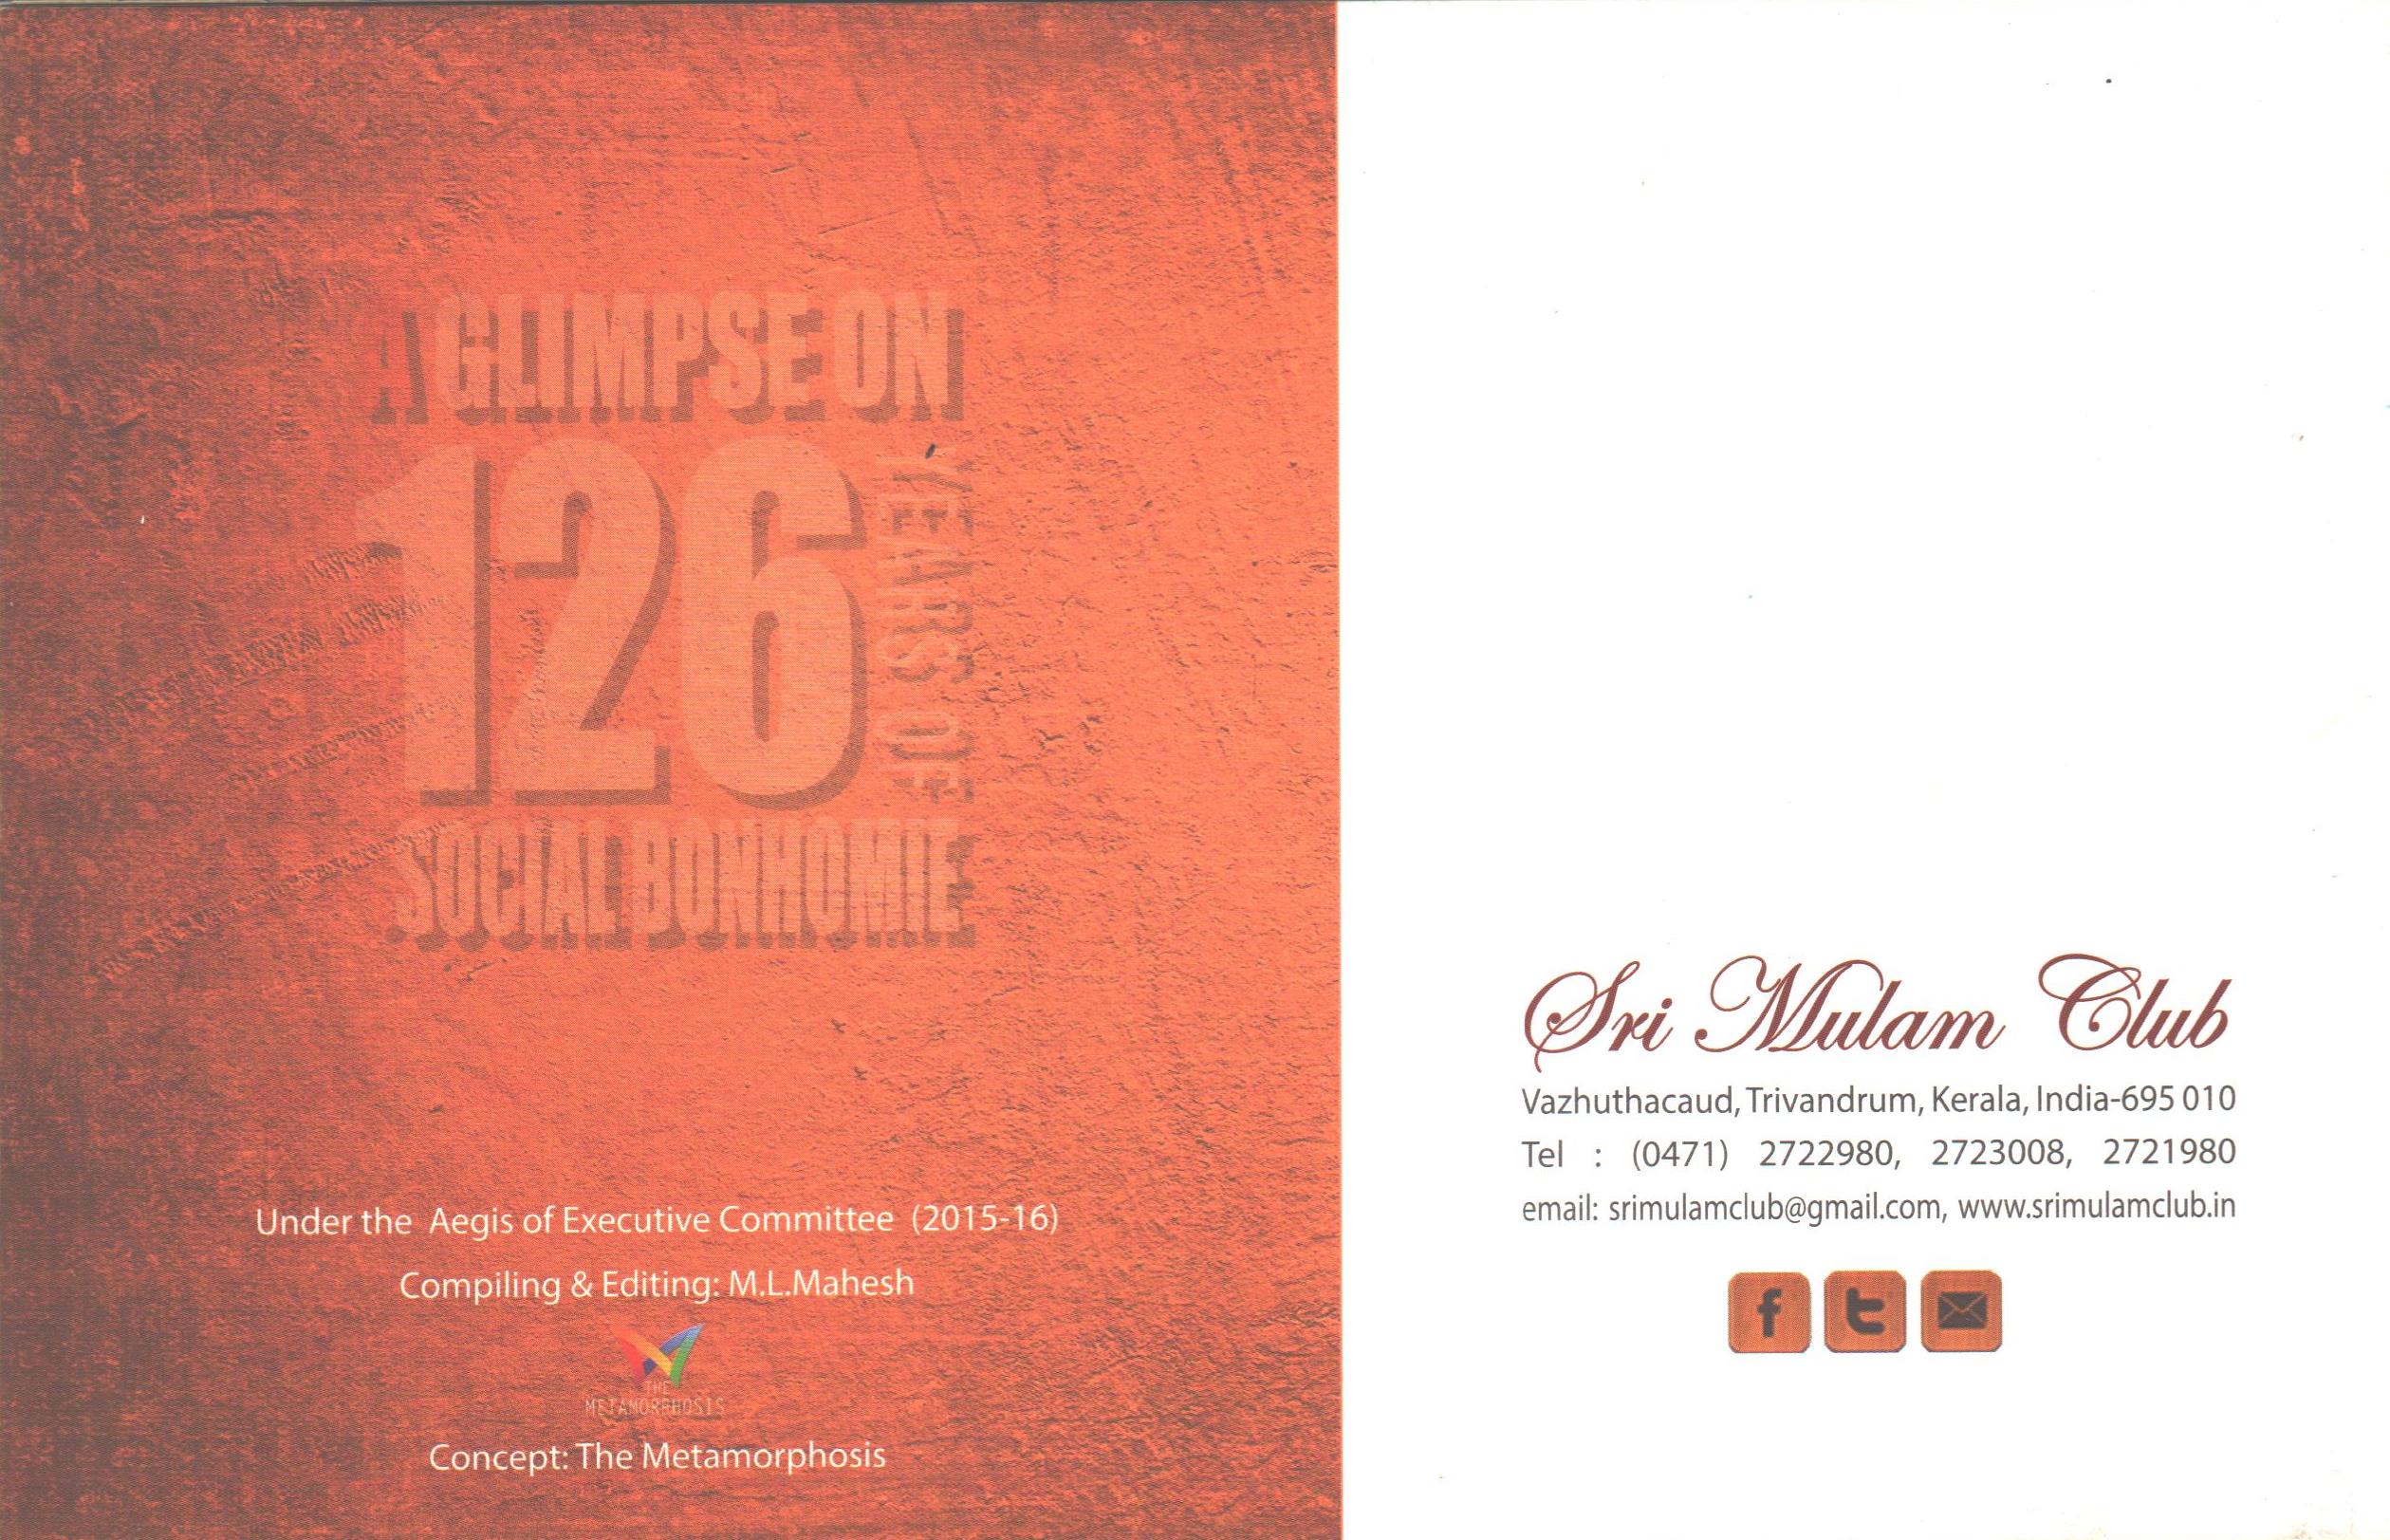 A GLIMPSE ON
126
YEARS OF
SOCIAL BONHOMIE
Under the Aegis of Executive Committee (2015-16)
Compiling & Editing: M.L.Mahesh
THE
METAMORPHOSIS
Concept: The Metamorphosis
Sri Mulam Club
Vazhuthacaud, Trivandrum, Kerala, India-695 010
Tel : (0471) 2722980, 2723008, 2721980
email: srimulamclub@gmail.com, www.srimulamclub.in